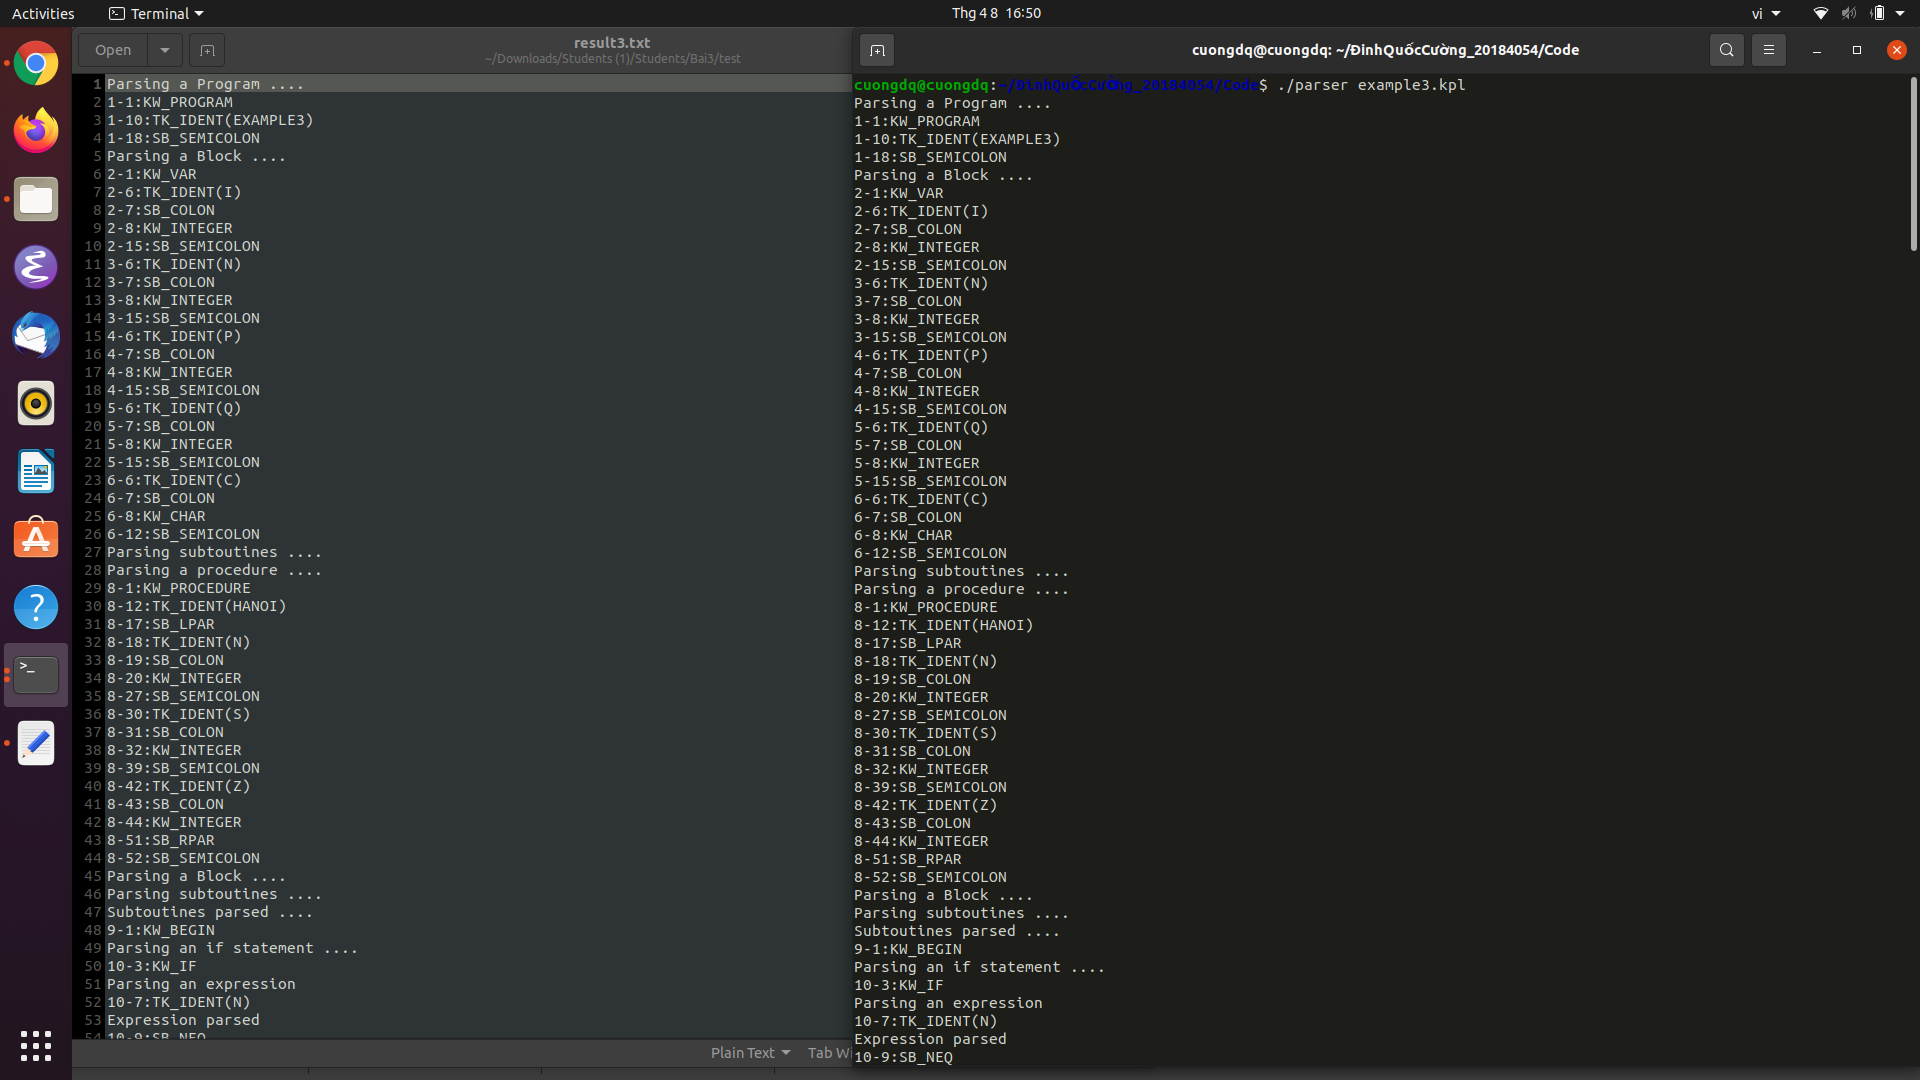 Activities
Terminal
Thg 4 8 16:50
vi
Open
result3.txt
~/Downloads/Students (1)/Students/Bai3/test
1 Parsing a Program ....
2 1-1:KW_PROGRAM
3 1-10:TK_IDENT(EXAMPLE3)
4 1-18:SB_SEMICOLON
5 Parsing a Block ....
6 2-1:KW_VAR
7 2-6:TK_IDENT(I)
8 2-7:SB_COLON
9 2-8:KW_INTEGER
10 2-15:SB_SEMICOLON
11 3-6:TK_IDENT(N)
12 3-7:SB_COLON
13 3-8:KW_INTEGER
14 3-15:SB_SEMICOLON
15 4-6:TK_IDENT(P)
16 4-7:SB_COLON
17 4-8:KW_INTEGER
18 4-15:SB_SEMICOLON
19 5-6:TK_IDENT(Q)
20 5-7:SB_COLON
21 5-8:KW_INTEGER
22 5-15:SB_SEMICOLON
23 6-6:TK_IDENT(C)
24 6-7:SB_COLON
25 6-8:KW_CHAR
26 6-12:SB_SEMICOLON
27 Parsing subtoutines ....
28 Parsing a procedure ....
29 8-1:KW_PROCEDURE
30 8-12:TK_IDENT(HANOI)
31 8-17:SB_LPAR
32 8-18:TK_IDENT(N)
33 8-19:SB_COLON
34 8-20:KW_INTEGER
35 8-27:SB_SEMICOLON
36 8-30:TK_IDENT(S)
37 8-31:SB_COLON
38 8-32:KW_INTEGER
39 8-39:SB_SEMICOLON
40 8-42:TK_IDENT(Z)
41 8-43:SB_COLON
42 8-44:KW_INTEGER
43 8-51:SB_RPAR
44 8-52:SB_SEMICOLON
45 Parsing a Block ....
46 Parsing subtoutines ....
47 Subtoutines parsed ....
48 9-1:KW_BEGIN
49 Parsing an if statement ....
50 10-3:KW_IF
51 Parsing an expression
52 10-7:TK_IDENT(N)
53 Expression parsed
54 10-9:SB_NEQ
Plain Text
Tab Wi
cuongdq@cuongdq: ~/ĐinhQuốcCường_20184054/Code
cuongdq@cuongdq:~/ĐinhQuốcCường_20184054/Code$ ./parser example3.kpl
Parsing a Program ....
1-1:KW_PROGRAM
1-10:TK_IDENT(EXAMPLE3)
1-18:SB_SEMICOLON
Parsing a Block ....
2-1:KW_VAR
2-6:TK_IDENT(I)
2-7:SB_COLON
2-8:KW_INTEGER
2-15:SB_SEMICOLON
3-6:TK_IDENT(N)
3-7:SB_COLON
3-8:KW_INTEGER
3-15:SB_SEMICOLON
4-6:TK_IDENT(P)
4-7:SB_COLON
4-8:KW_INTEGER
4-15:SB_SEMICOLON
5-6:TK_IDENT(Q)
5-7:SB_COLON
5-8:KW_INTEGER
5-15:SB_SEMICOLON
6-6:TK_IDENT(C)
6-7:SB_COLON
6-8:KW_CHAR
6-12:SB_SEMICOLON
Parsing subtoutines ....
Parsing a procedure ....
8-1:KW_PROCEDURE
8-12:TK_IDENT(HANOI)
8-17:SB_LPAR
8-18:TK_IDENT(N)
8-19:SB_COLON
8-20:KW_INTEGER
8-27:SB_SEMICOLON
8-30:TK_IDENT(S)
8-31:SB_COLON
8-32:KW_INTEGER
8-39:SB_SEMICOLON
8-42:TK_IDENT(Z)
8-43:SB_COLON
8-44:KW_INTEGER
8-51:SB_RPAR
8-52:SB_SEMICOLON
Parsing a Block ....
Parsing subtoutines ....
Subtoutines parsed ....
9-1:KW_BEGIN
Parsing an if statement ....
10-3:KW_IF
Parsing an expression
10-7:TK_IDENT(N)
Expression parsed
10-9:SB_NEQ